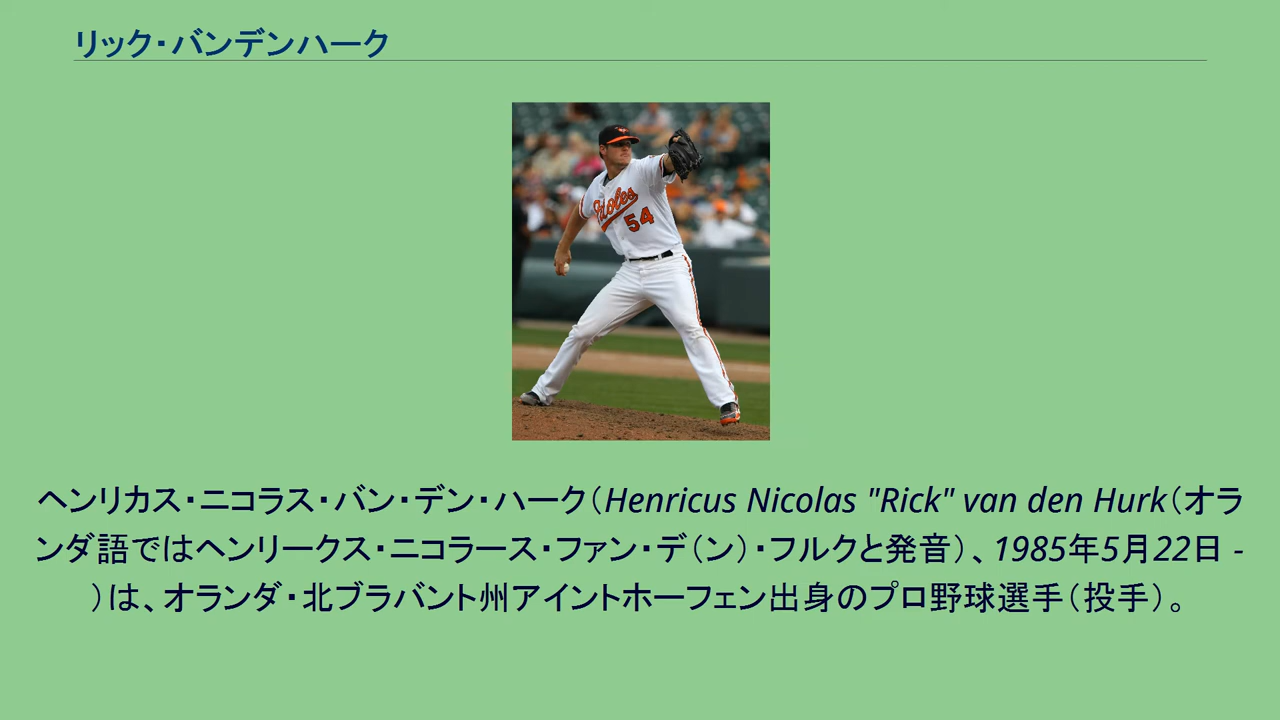 リック・バンデンハーク
Orioles
54
ヘンリカス・ニコラス・バン・デン・ハーク（Henricus Nicolas "Rick" van den Hurk（オラ
ンダ語ではヘンリークス・ニコラース・ファン・デ（ン）・フルクと発音）、1985年5月22日 -
）は、オランダ・北ブラバント州アイントホーフェン出身のプロ野球選手（投手）。